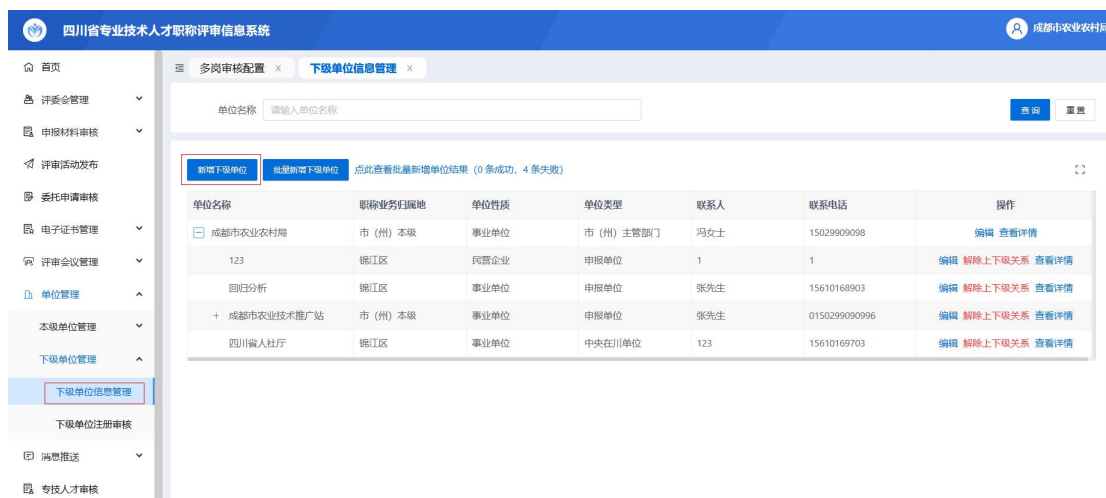 四川省专业技术人才职称评审信息系统
成都市农业农村局
首页
评委会管理
申报材料审核
评审活动发布
委托申请审核
电子证书管理
评审会议管理
单位管理
本级单位管理
下级单位管理
下级单位信息管理
下级单位注册审核
消息推送
专技人才审核
多岗审核配置 × 下级单位信息管理 ×
单位名称 请输入单位名称 查询 重置
新增下级单位 批量新增下级单位 点此查看批量新增单位结果（0 条成功，4 条失败）
单位名称 职称业务归属地 单位性质 单位类型 联系人 联系电话 操作
成都市农业农村局 市（州）本级 事业单位 市（州）主管部门 冯女士 15029909098 编辑 查看详情
123 锦江区 民营企业 申报单位 1 1 编辑 解除上下级关系 查看详情
回归分析 锦江区 事业单位 申报单位 张先生 15610168903 编辑 解除上下级关系 查看详情
+ 成都市农业技术推广站 市（州）本级 事业单位 申报单位 张先生 0150299090996 编辑 解除上下级关系 查看详情
四川省人社厅 锦江区 事业单位 中央在川单位 123 15610169703 编辑 解除上下级关系 查看详情